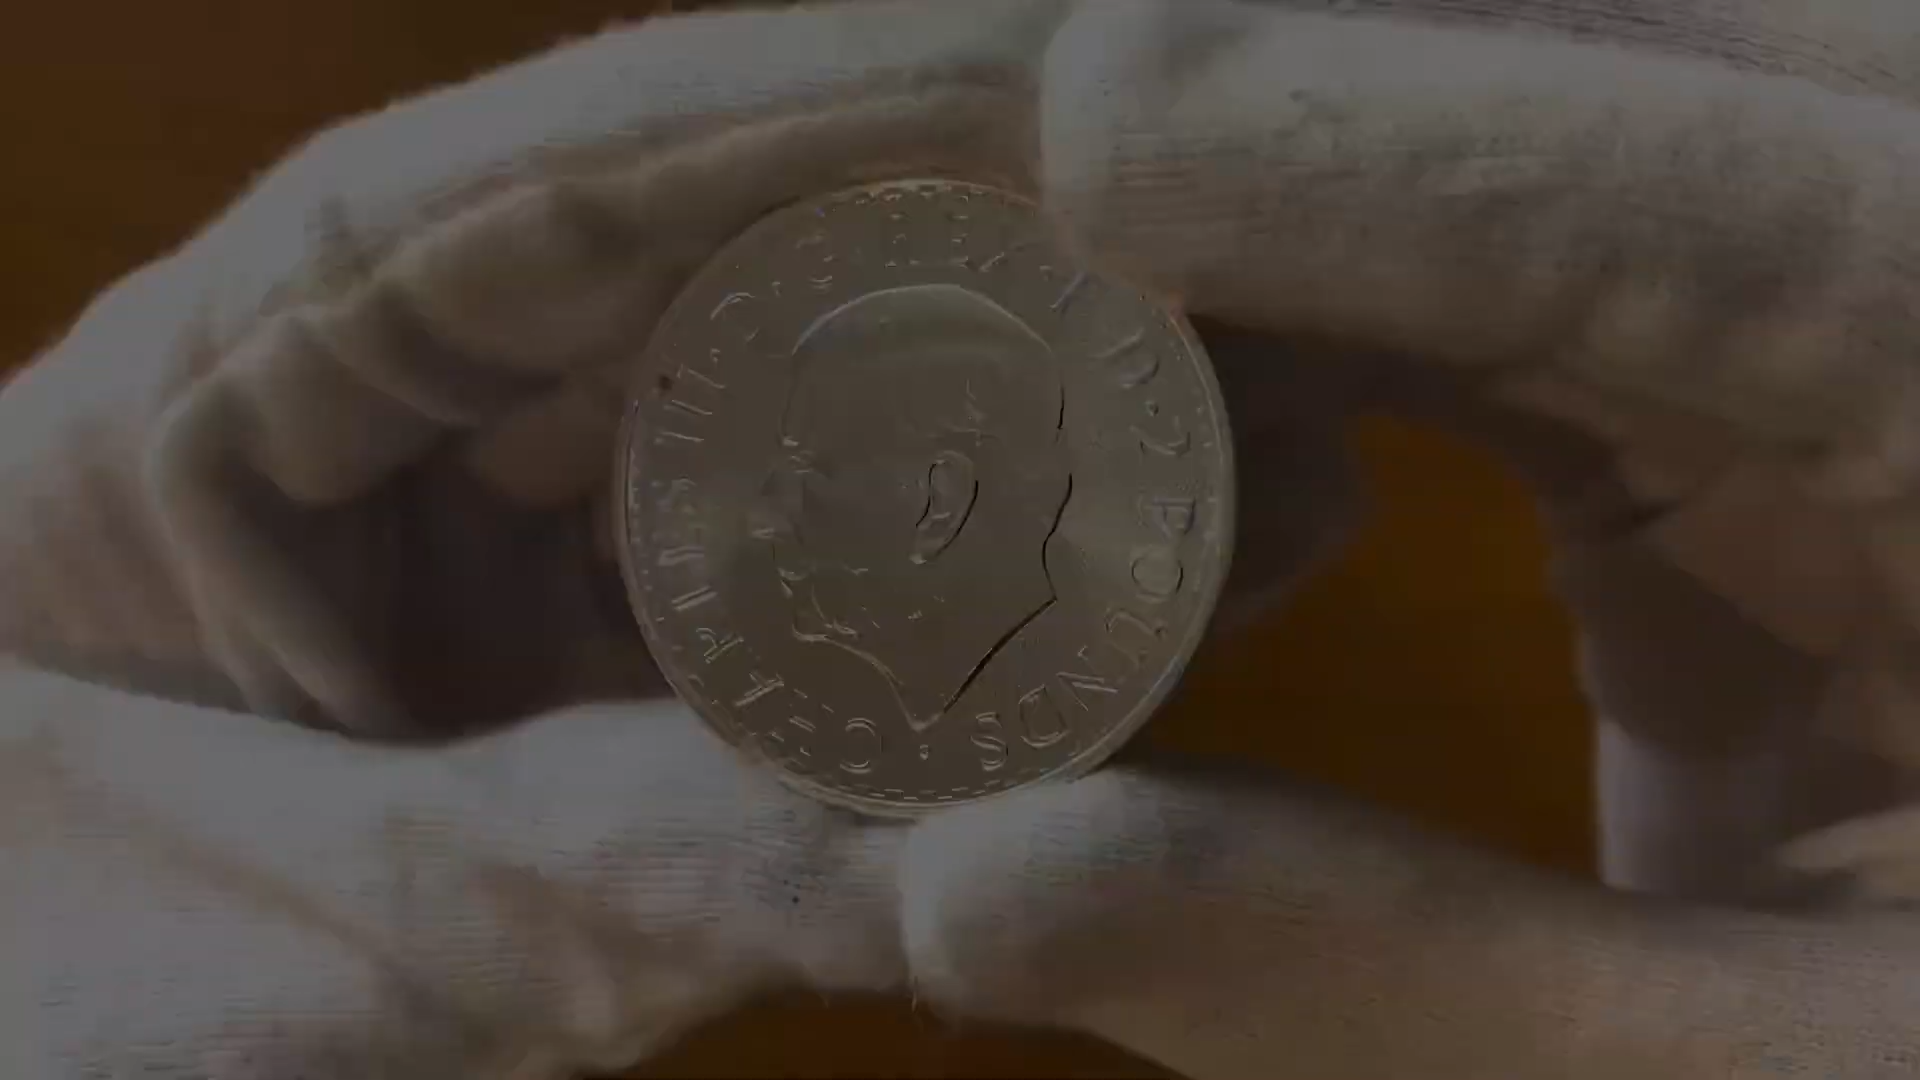 CHARLES III · D · G · REX · F · D · 2 POUNDS ·